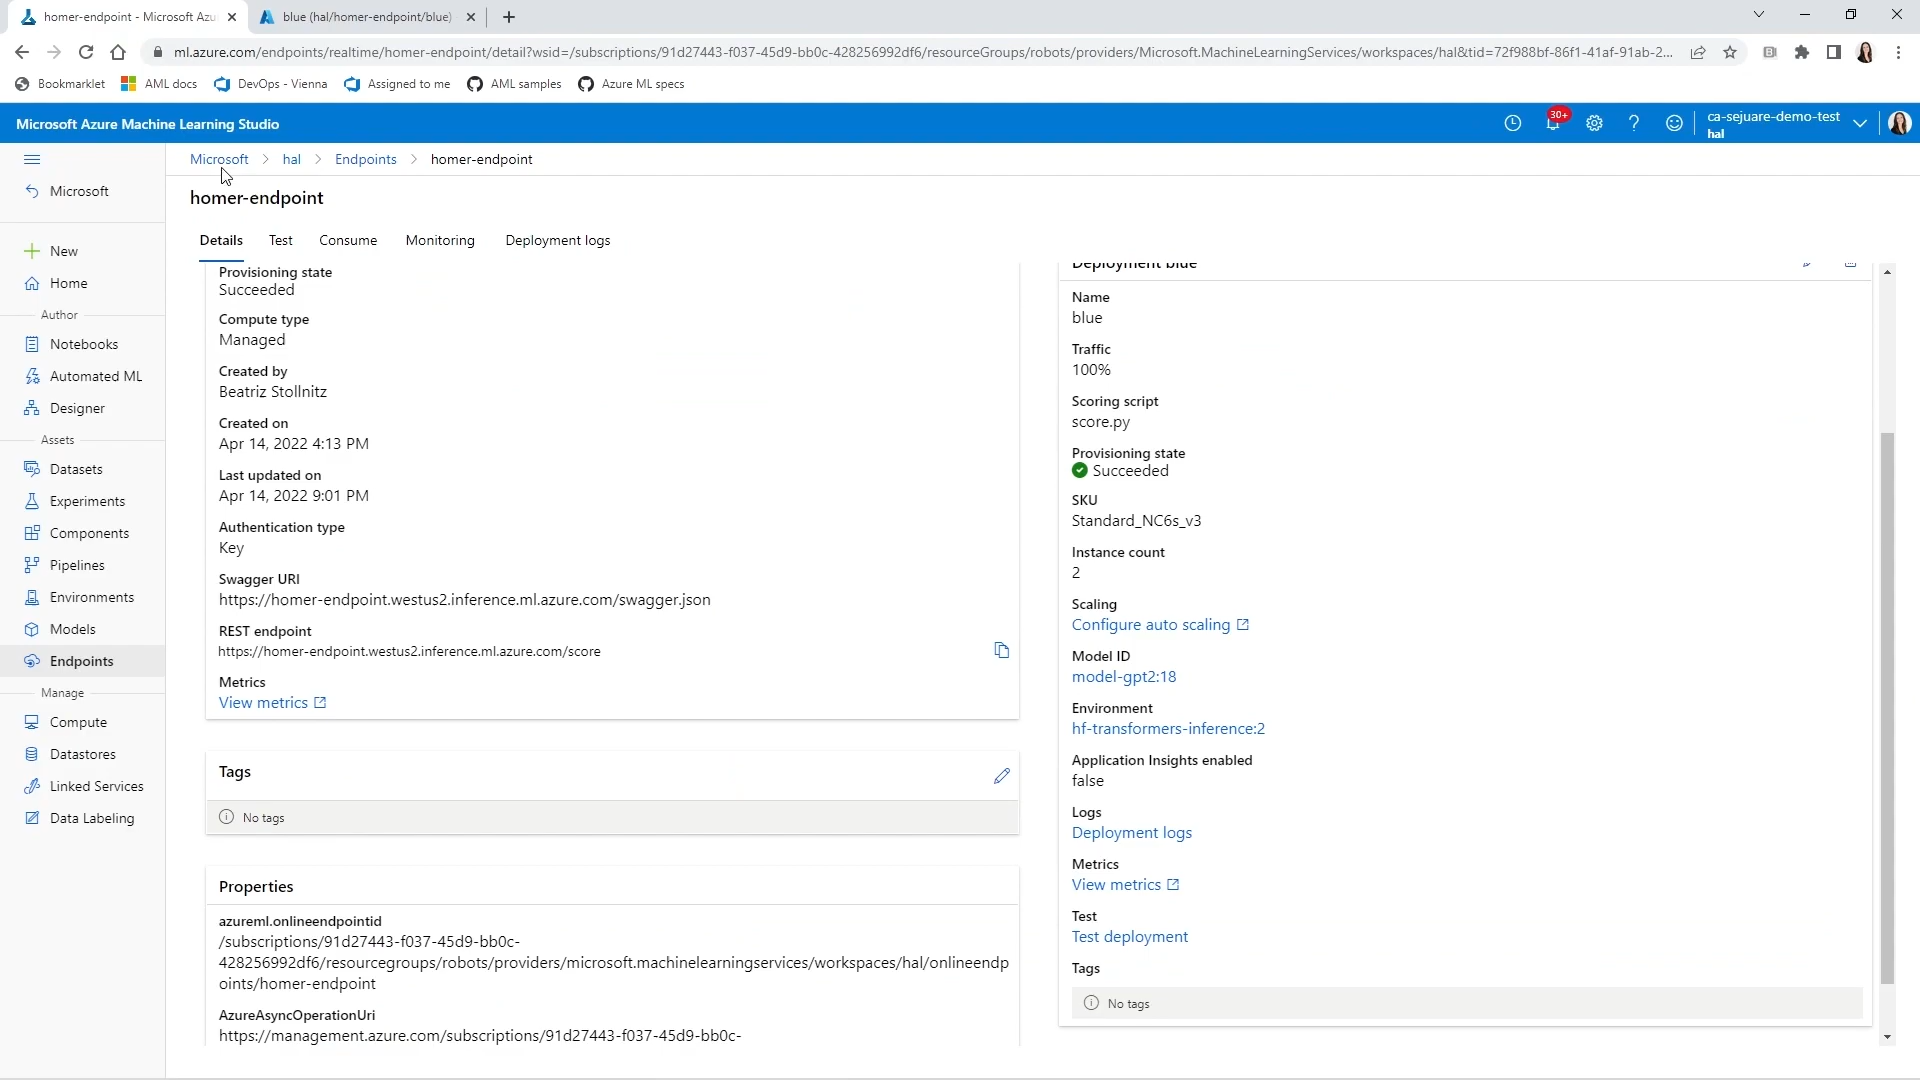 homer-endpoint - Microsoft Azu
blue (hal/homer-endpoint/blue)
ml.azure.com/endpoints/realtime/homer-endpoint/detail?wsid=/subscriptions/91d27443-f037-45d9-bb0c-428256992df6/resourceGroups/robots/providers/Microsoft.MachineLearningServices/workspaces/hal&tid=72f988bf-86f1-41af-91ab-2...
Bookmarklet
AML docs
DevOps - Vienna
Assigned to me
AML samples
Azure ML specs
Microsoft Azure Machine Learning Studio
30+
ca-sejuare-demo-test
hal
Microsoft
New
Home
Author
Notebooks
Automated ML
Designer
Assets
Datasets
Experiments
Components
Pipelines
Environments
Models
Endpoints
Manage
Compute
Datastores
Linked Services
Data Labeling
Microsoft > hal > Endpoints > homer-endpoint
homer-endpoint
Details
Test
Consume
Monitoring
Deployment logs
Provisioning state
Succeeded
Compute type
Managed
Created by
Beatriz Stollnitz
Created on
Apr 14, 2022 4:13 PM
Last updated on
Apr 14, 2022 9:01 PM
Authentication type
Key
Swagger URI
https://homer-endpoint.westus2.inference.ml.azure.com/swagger.json
REST endpoint
https://homer-endpoint.westus2.inference.ml.azure.com/score
Metrics
View metrics
Tags
No tags
Properties
azureml.onlineendpointid
/subscriptions/91d27443-f037-45d9-bb0c-
428256992df6/resourcegroups/robots/providers/microsoft.machinelearningservices/workspaces/hal/onlineendp
oints/homer-endpoint
AzureAsyncOperationUri
https://management.azure.com/subscriptions/91d27443-f037-45d9-bb0c-
Deployment blue
Name
blue
Traffic
100%
Scoring script
score.py
Provisioning state
Succeeded
SKU
Standard_NC6s_v3
Instance count
2
Scaling
Configure auto scaling
Model ID
model-gpt2:18
Environment
hf-transformers-inference:2
Application Insights enabled
false
Logs
Deployment logs
Metrics
View metrics
Test
Test deployment
Tags
No tags